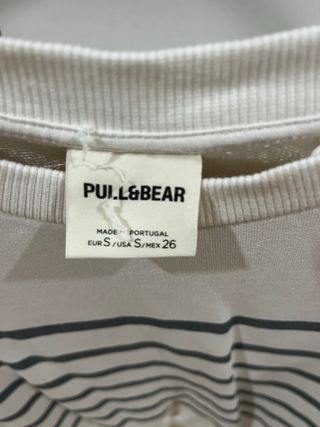 PULL&BEAR
MADE IN PORTUGAL
EUR S / USA S / MEX 26